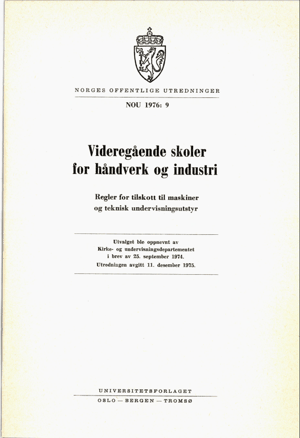 NORGES OFFENTLIGE UTREDNINGER
NOU 1976: 9
Videregående skoler
for håndverk og industri
Regler for tilskott til maskiner
og teknisk undervisningsutstyr
Utvalget ble oppnevnt av
Kirke- og undervisningsdepartementet
i brev av 25. september 1974.
Utredningen avgitt 11. desember 1975.
UNIVERSITETSFORLAGET
OSLO — BERGEN — TROMSØ